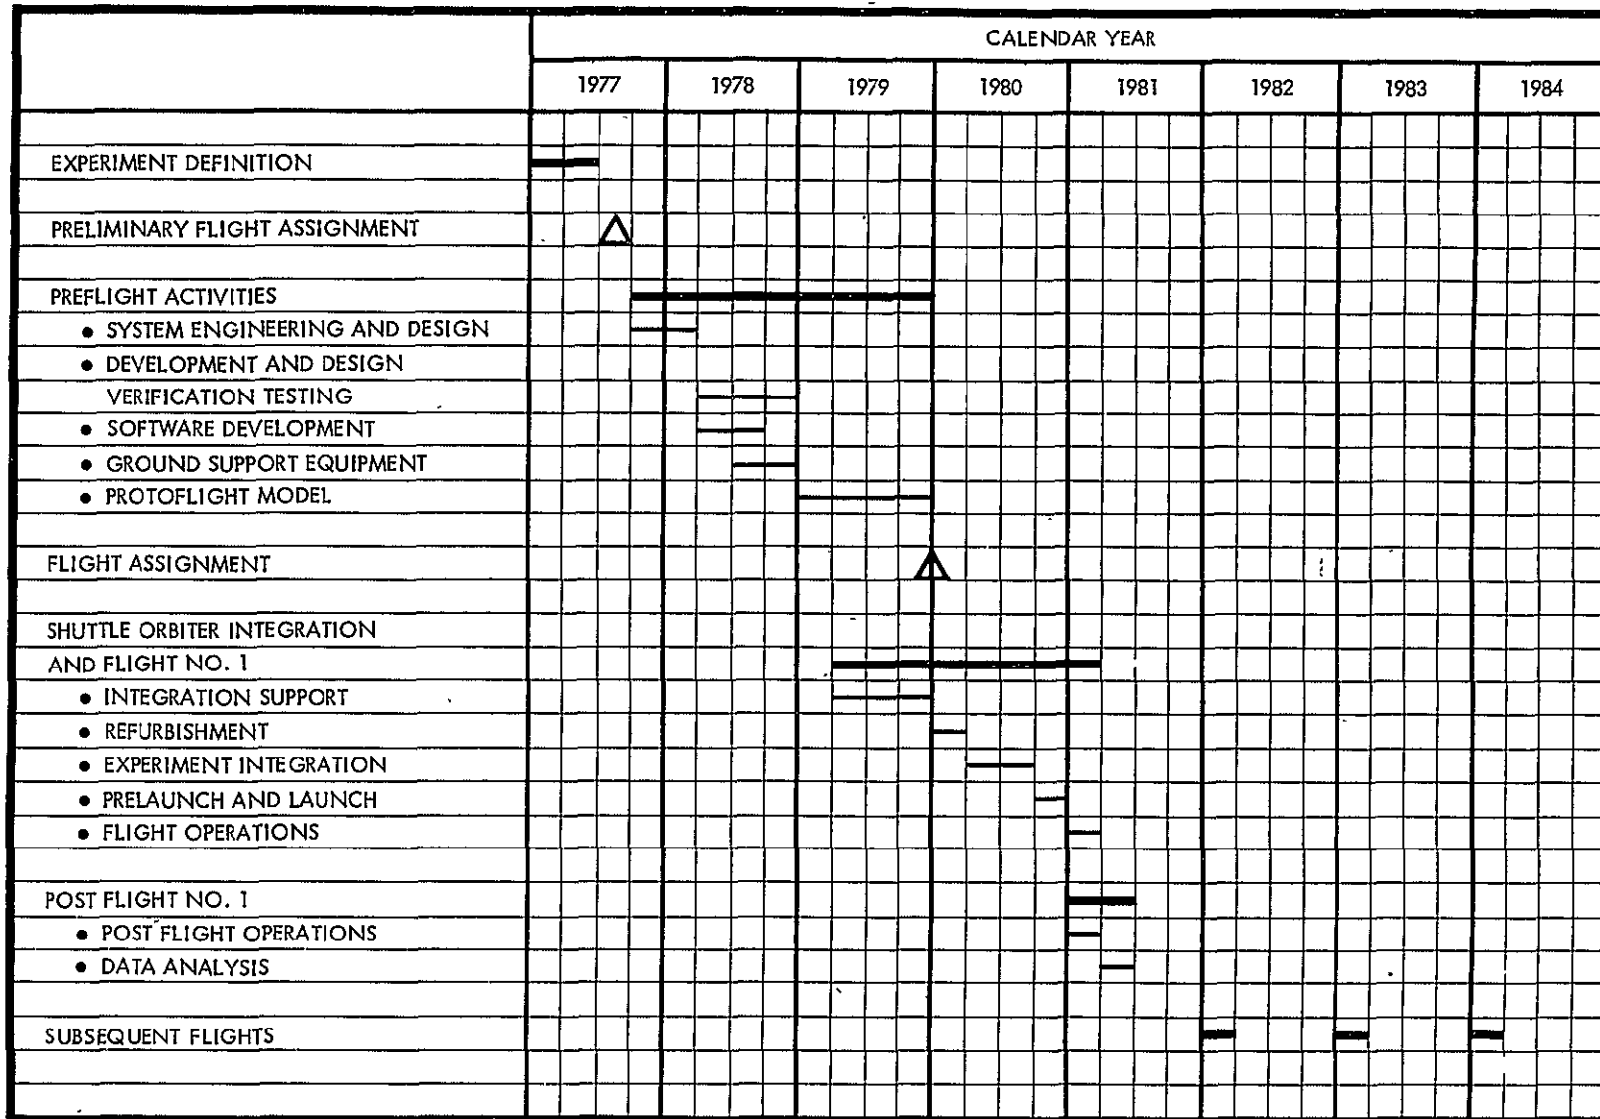 CALENDAR YEAR
1977 1978 1979 1980 1981 1982 1983 1984
EXPERIMENT DEFINITION
PRELIMINARY FLIGHT ASSIGNMENT
PREFLIGHT ACTIVITIES
• SYSTEM ENGINEERING AND DESIGN
• DEVELOPMENT AND DESIGN
VERIFICATION TESTING
• SOFTWARE DEVELOPMENT
• GROUND SUPPORT EQUIPMENT
• PROTOFLIGHT MODEL
FLIGHT ASSIGNMENT
SHUTTLE ORBITER INTEGRATION
AND FLIGHT NO. 1
• INTEGRATION SUPPORT
• REFURBISHMENT
• EXPERIMENT INTEGRATION
• PRELAUNCH AND LAUNCH
• FLIGHT OPERATIONS
POST FLIGHT NO. 1
• POST FLIGHT OPERATIONS
• DATA ANALYSIS
SUBSEQUENT FLIGHTS